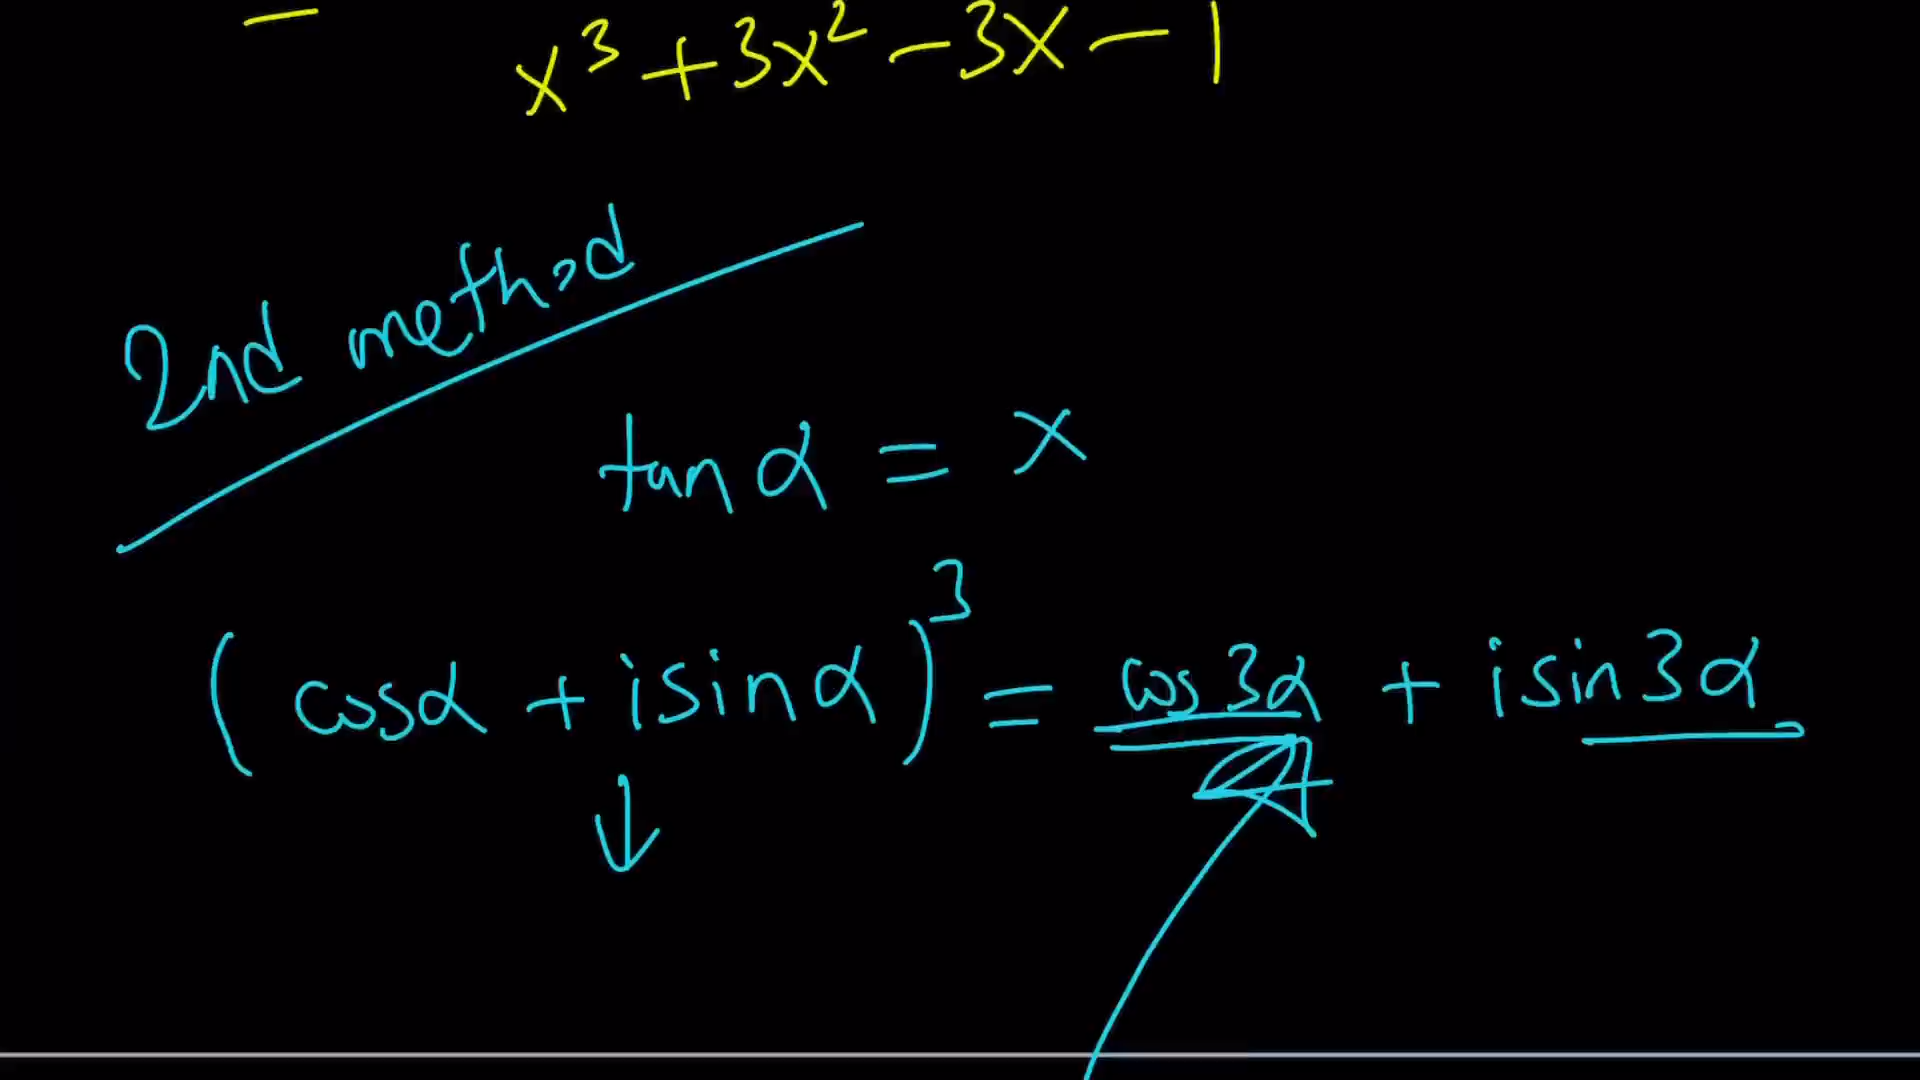 — x³ + 3x² - 3x - 1
2nd method
tan α = x
(cos α + i sin α)³ = cos 3α + i sin 3α